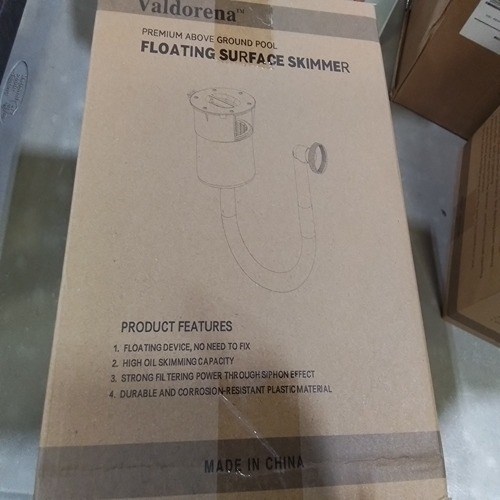 Valdorena™
PREMIUM ABOVE GROUND POOL
FLOATING SURFACE SKIMMER
PRODUCT FEATURES
1. FLOATING DEVICE, NO NEED TO FIX
2. HIGH OIL SKIMMING CAPACITY
3. STRONG FILTERING POWER THROUGH SIPHON EFFECT
4. DURABLE AND CORROSION-RESISTANT PLASTIC MATERIAL
MADE IN CHINA